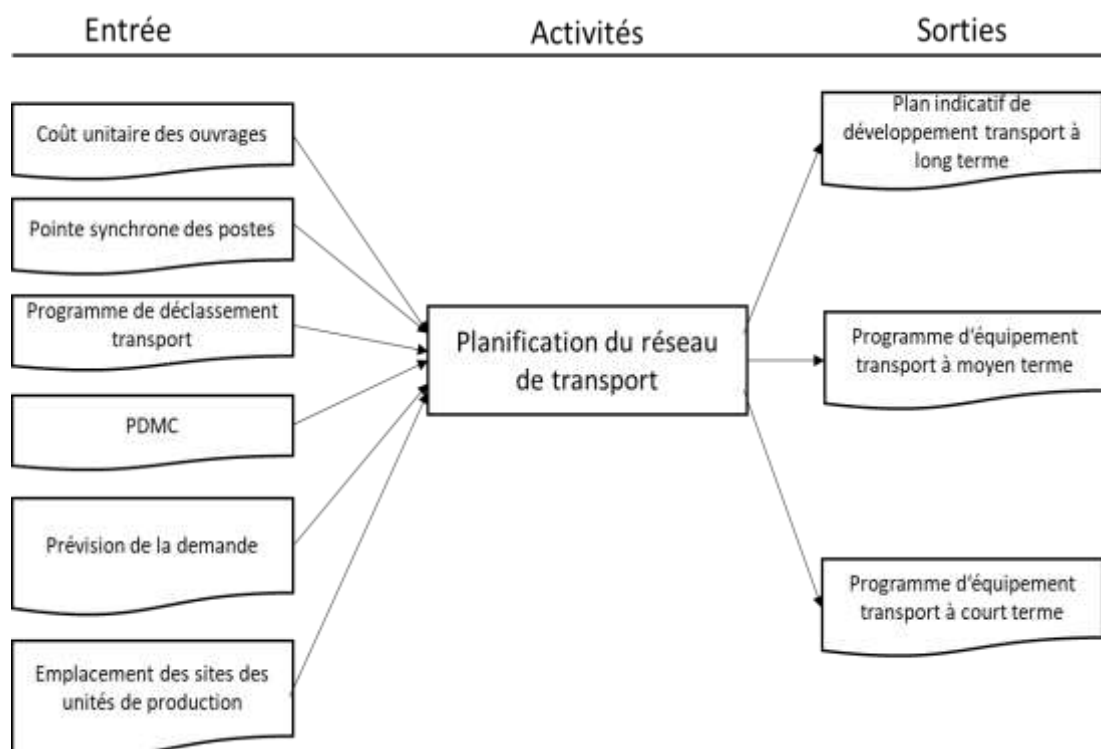 Entrée
Activités
Sorties
Coût unitaire des ouvrages
Pointe synchrone des postes
Programme de déclassement
transport
PDMC
Prévision de la demande
Emplacement des sites des
unités de production
Planification du réseau
de transport
Plan indicatif de
développement transport à
long terme
Programme d'équipement
transport à moyen terme
Programme d'équipement
transport à court terme